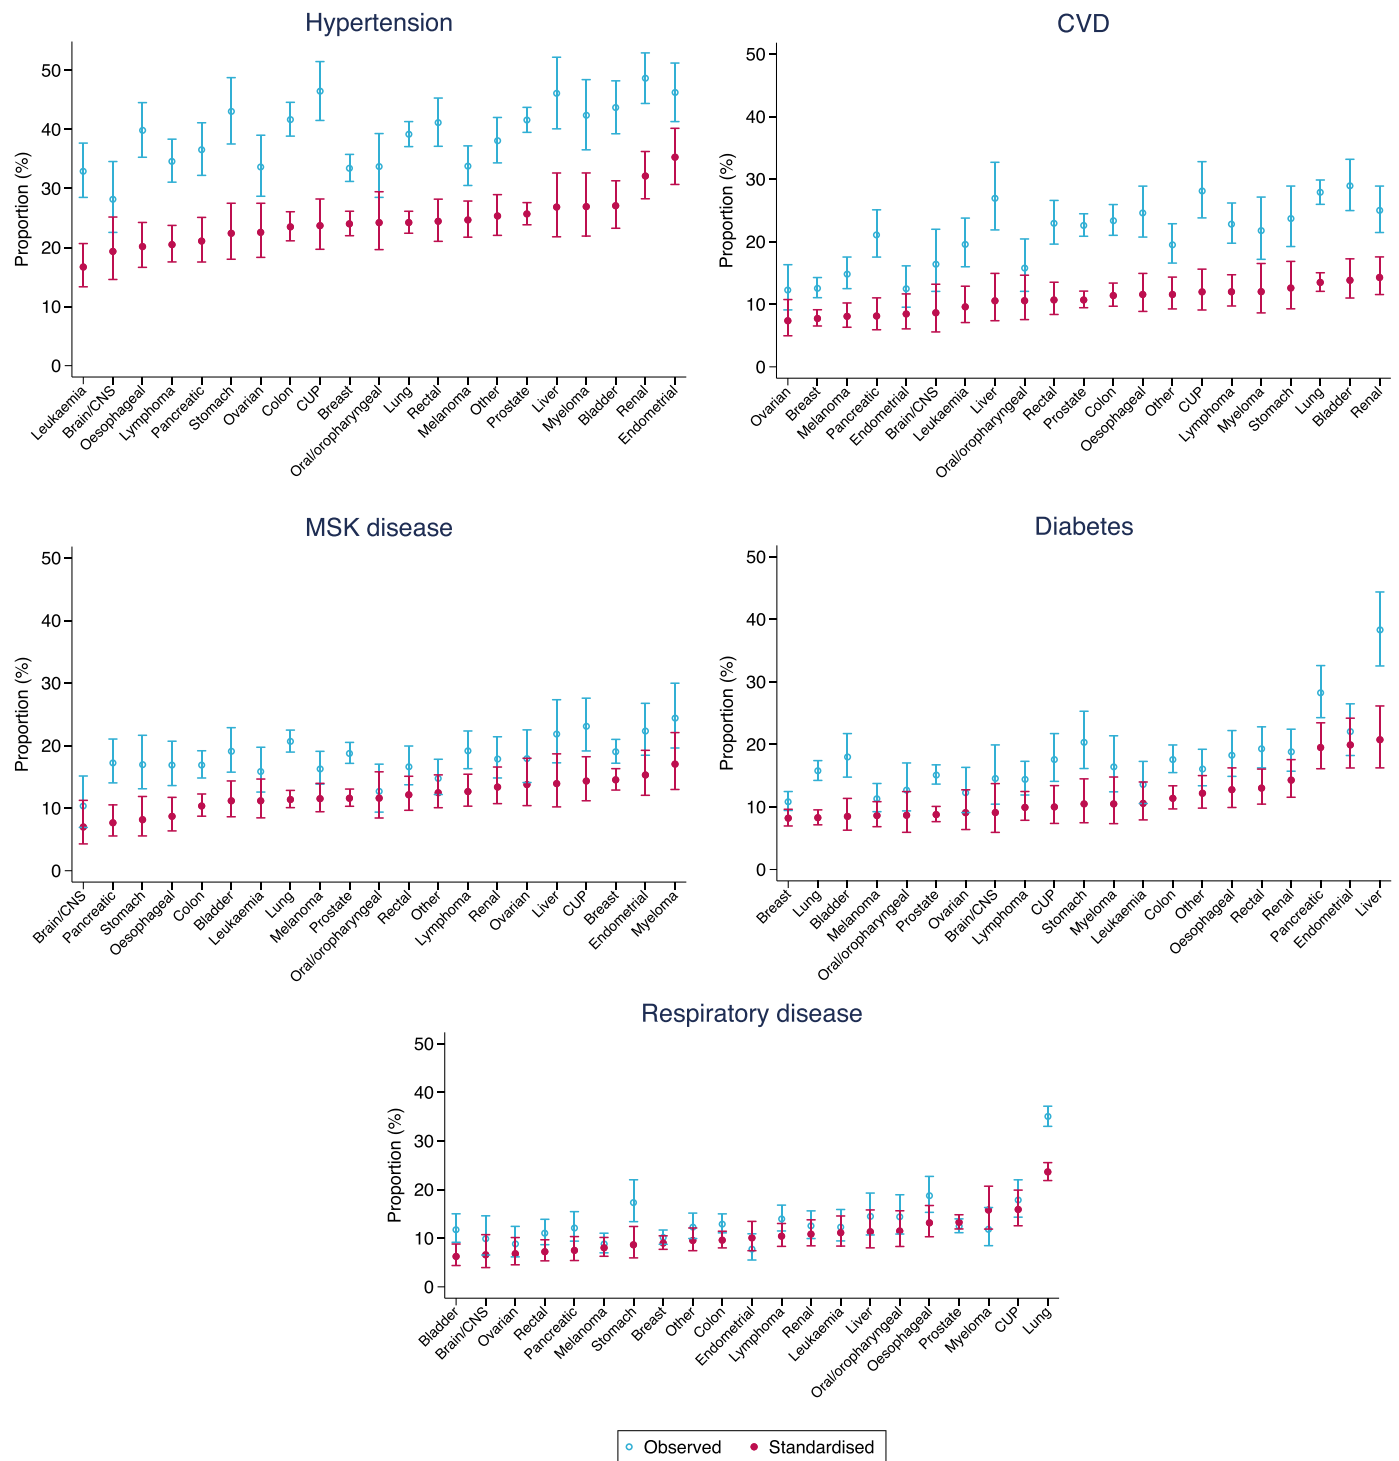 Hypertension
Proportion (%)
50
40
30
20
10
0
Leukaemia
Brain/CNS
Oesophageal
Lymphoma
Pancreatic
Stomach
Ovarian
Colon
CUP
Breast
Oral/oropharyngeal
Lung
Rectal
Melanoma
Other
Prostate
Liver
Myeloma
Bladder
Renal
Endometrial
CVD
Proportion (%)
50
40
30
20
10
0
Ovarian
Breast
Melanoma
Pancreatic
Endometrial
Brain/CNS
Leukaemia
Liver
Oral/oropharyngeal
Rectal
Prostate
Colon
Oesophageal
Other
CUP
Lymphoma
Myeloma
Stomach
Lung
Bladder
Renal
MSK disease
Proportion (%)
50
40
30
20
10
0
Brain/CNS
Pancreatic
Stomach
Oesophageal
Colon
Bladder
Leukaemia
Lung
Melanoma
Prostate
Oral/oropharyngeal
Rectal
Other
Lymphoma
Renal
Ovarian
Liver
CUP
Breast
Endometrial
Myeloma
Diabetes
Proportion (%)
50
40
30
20
10
0
Breast
Lung
Bladder
Melanoma
Oral/oropharyngeal
Prostate
Ovarian
Brain/CNS
Lymphoma
CUP
Stomach
Myeloma
Leukaemia
Colon
Other
Oesophageal
Rectal
Renal
Pancreatic
Endometrial
Liver
Respiratory disease
Proportion (%)
50
40
30
20
10
0
Bladder
Brain/CNS
Ovarian
Rectal
Pancreatic
Melanoma
Stomach
Breast
Other
Colon
Endometrial
Lymphoma
Renal
Leukaemia
Liver
Oral/oropharyngeal
Oesophageal
Prostate
Myeloma
CUP
Lung
Observed
Standardised